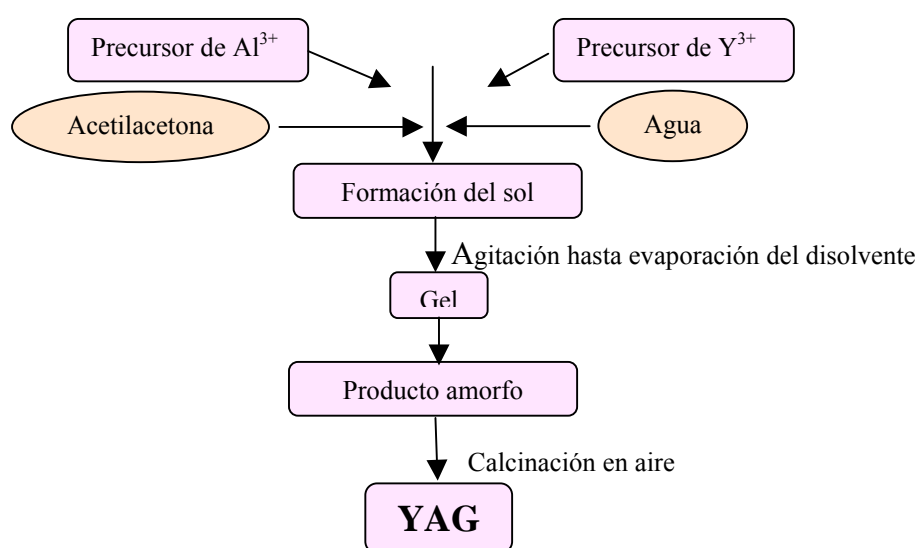 Precursor de Al³⁺
Precursor de Y³⁺
Acetilacetona
Agua
Formación del sol
Agitación hasta evaporación del disolvente
Gel
Producto amorfo
Calcinación en aire
YAG